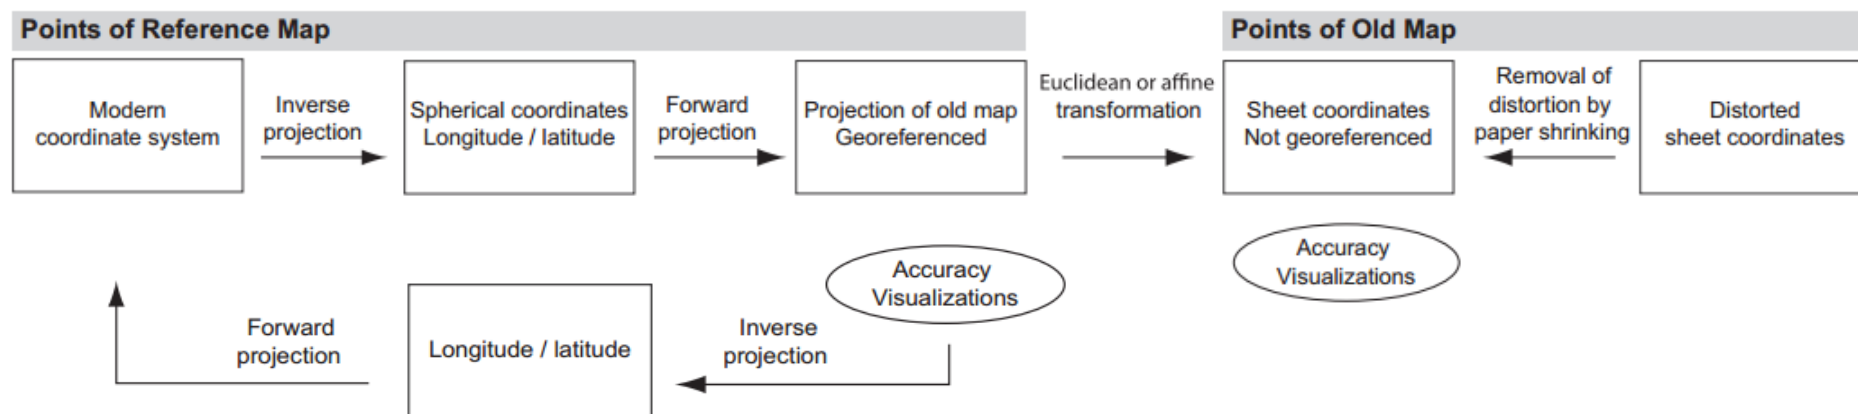 Points of Reference Map
Points of Old Map
Modern
coordinate system
Inverse
projection
Spherical coordinates
Longitude / latitude
Forward
projection
Projection of old map
Georeferenced
Euclidean or affine
transformation
Sheet coordinates
Not georeferenced
Removal of
distortion by
paper shrinking
Distorted
sheet coordinates
Accuracy
Visualizations
Accuracy
Visualizations
Forward
projection
Longitude / latitude
Inverse
projection